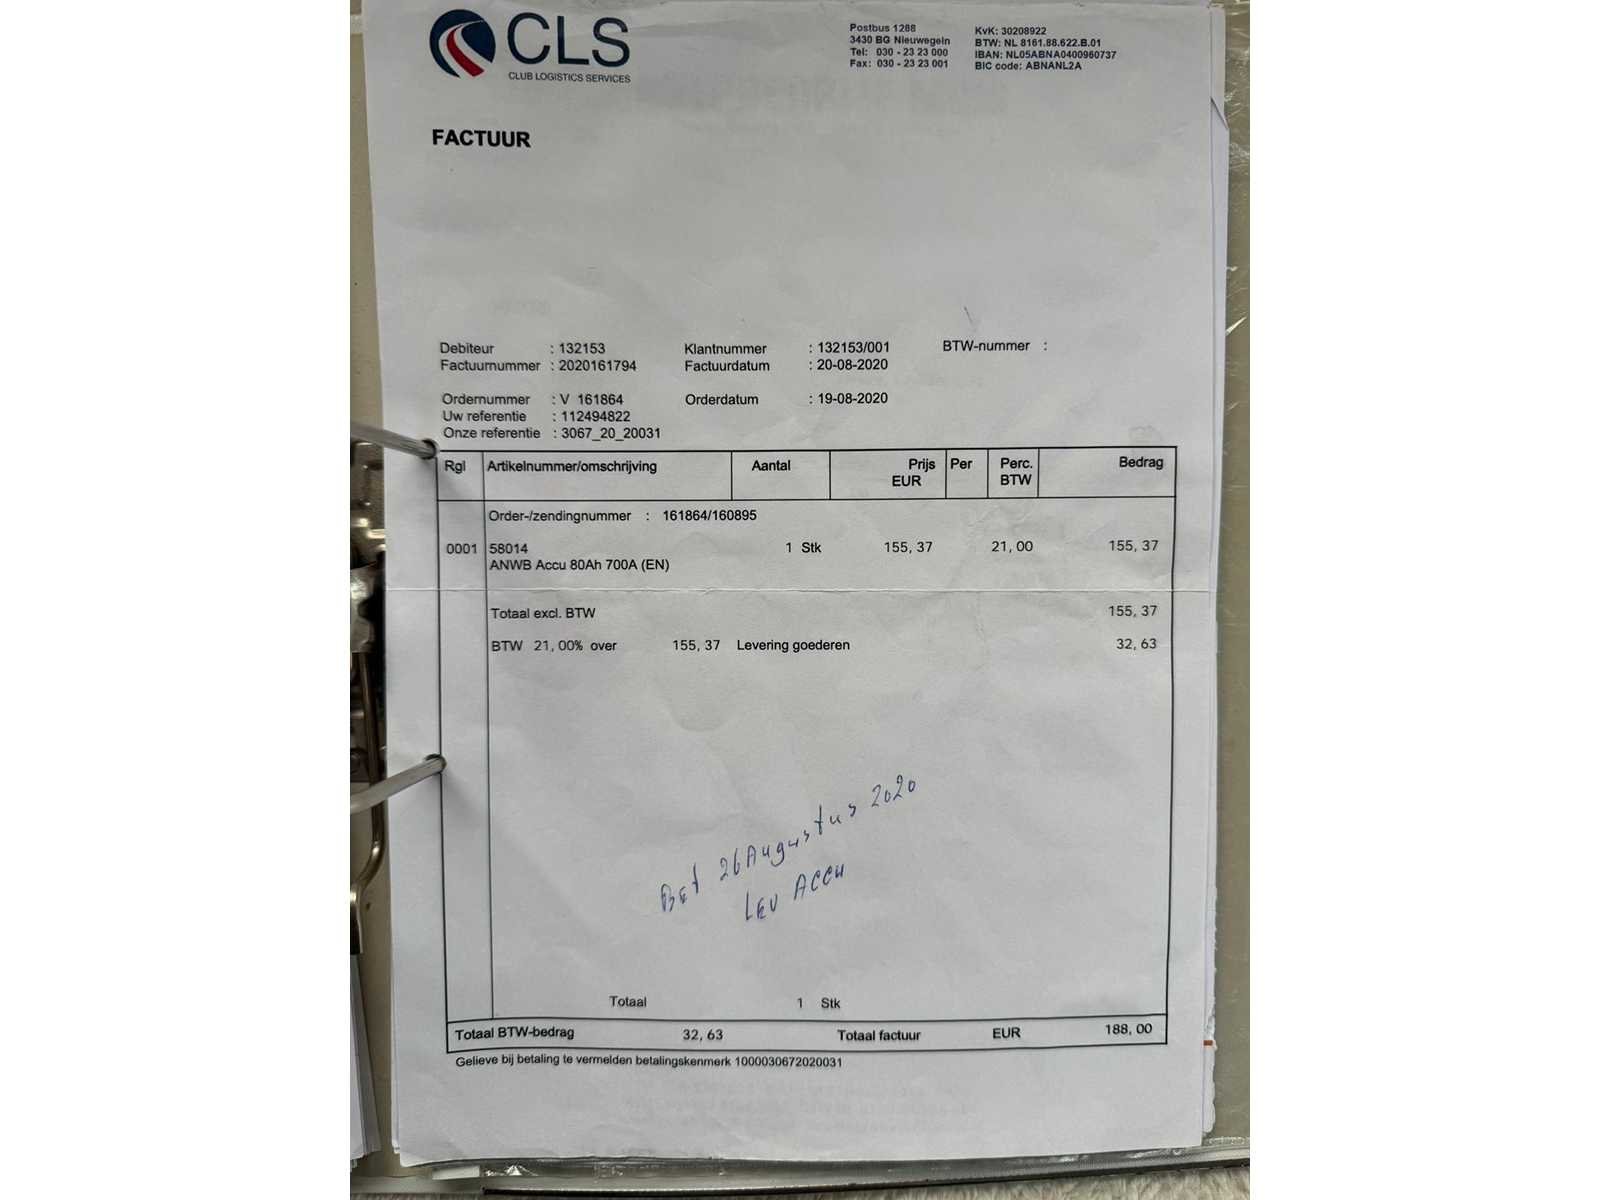 CLS
CLUB LOGISTICS SERVICES
Postbus 1288
3430 BG Nieuwegein
Tel: 030 - 23 23 000
Fax: 030 - 23 23 001
KvK: 30208922
BTW: NL 8161.88.622.B.01
IBAN: NL05ABNA0400960737
BIC code: ABNANL2A
FACTUUR
Debiteur : 132153 Klantnummer : 132153/001 BTW-nummer :
Factuurnummer : 2020161794 Factuurdatum : 20-08-2020
Ordernummer : V 161864 Orderdatum : 19-08-2020
Uw referentie : 112494822
Onze referentie : 3067_20_20031
Rgl Artikelnummer/omschrijving Aantal Prijs Per Perc. Bedrag
EUR BTW
Order-/zendingnummer : 161864/160895
0001 58014 1 Stk 155, 37 21, 00 155, 37
ANWB Accu 80Ah 700A (EN)
Totaal excl. BTW 155, 37
BTW 21, 00% over 155, 37 Levering goederen 32, 63
Bet 26 Augustus 2020
Lev Accu
Totaal 1 Stk
Totaal BTW-bedrag 32, 63 Totaal factuur EUR 188, 00
Gelieve bij betaling te vermelden betalingskenmerk 1000030672020031